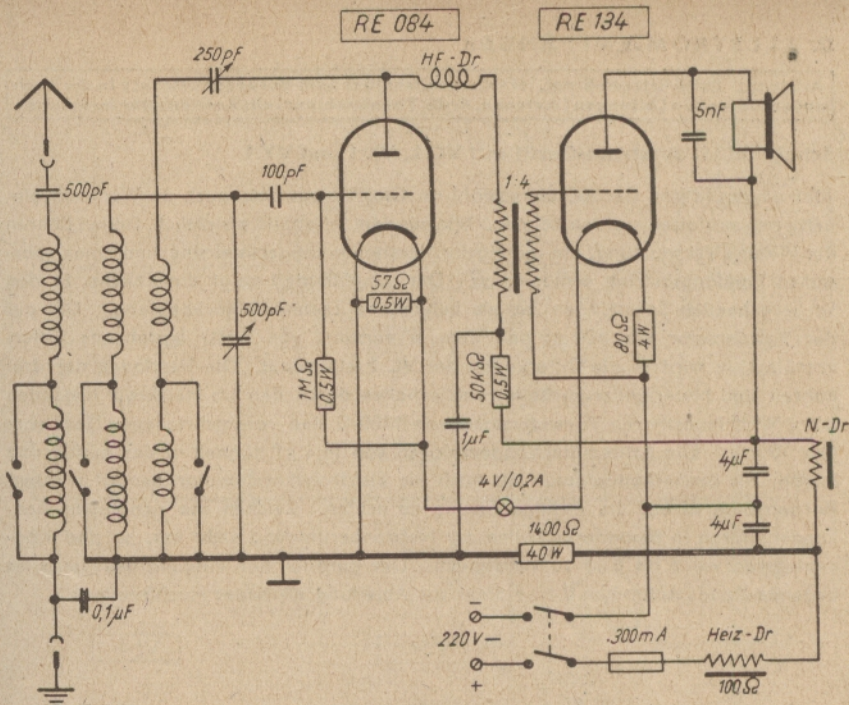 RE 084
RE 134
250pF
HF-Dr
5nF
100pF
500pF
1:4
57Ω
0,5W
500pF
80Ω
4W
1MΩ
0,5W
50kΩ
0,5W
1µF
N-Dr
4µF
4V/0,2A
4µF
1400Ω
40W
0,1µF
−
220V−
+
300mA
Heiz-Dr
100Ω